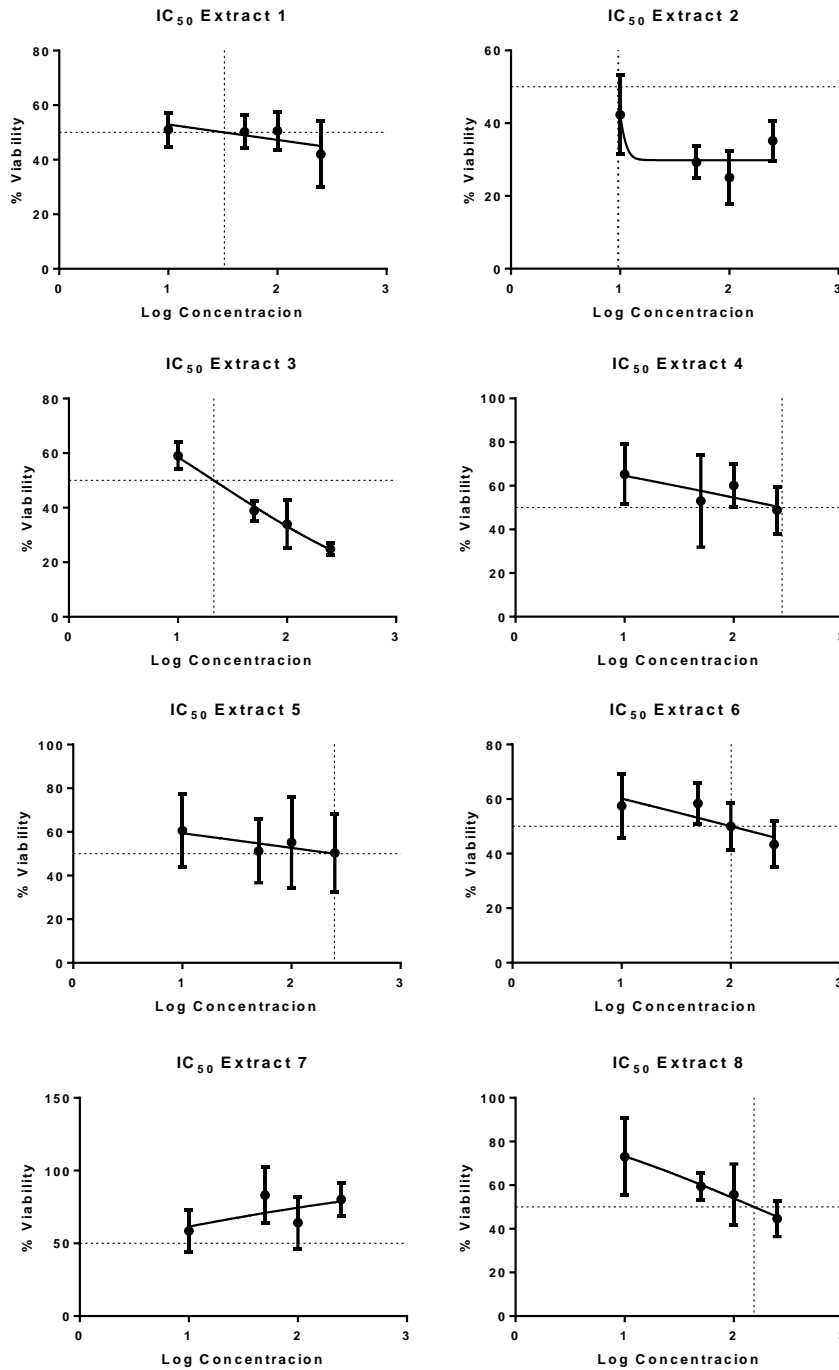 IC50 Extract 1
80
60
40
20
0
% Viability
0 1 2 3
Log Concentracion
IC50 Extract 2
60
40
20
0
% Viability
0 1 2 3
Log Concentracion
IC50 Extract 3
80
60
40
20
0
% Viability
0 1 2 3
Log Concentracion
IC50 Extract 4
100
80
60
40
20
0
% Viability
0 1 2 3
Log Concentracion
IC50 Extract 5
100
80
60
40
20
0
% Viability
0 1 2 3
Log Concentracion
IC50 Extract 6
80
60
40
20
0
% Viability
0 1 2 3
Log Concentracion
IC50 Extract 7
150
100
50
0
% Viability
0 1 2 3
Log Concentracion
IC50 Extract 8
100
80
60
40
20
0
% Viability
0 1 2 3
Log Concentracion